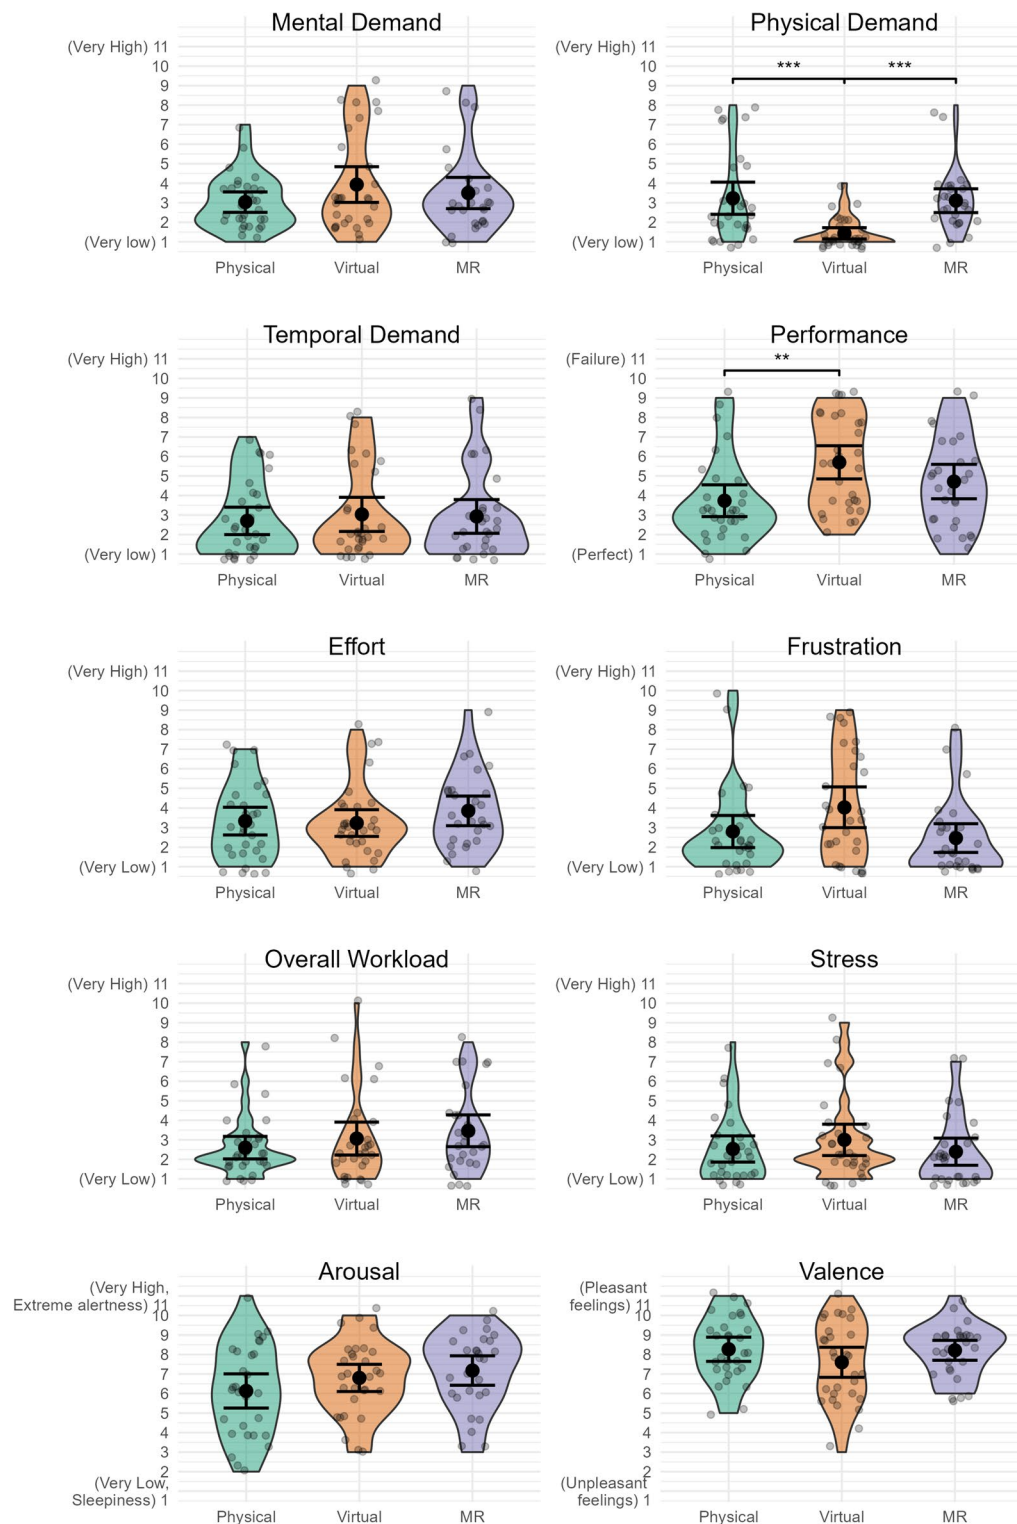 Mental Demand
(Very High) 11
10
9
8
7
6
5
4
3
2
(Very low) 1
Physical Virtual MR
Physical Demand
(Very High) 11
10
9
8
7
6
5
4
3
2
(Very low) 1
*** ***
Physical Virtual MR
Temporal Demand
(Very High) 11
10
9
8
7
6
5
4
3
2
(Very low) 1
Physical Virtual MR
Performance
(Failure) 11
10
9
8
7
6
5
4
3
2
(Perfect) 1
**
Physical Virtual MR
Effort
(Very High) 11
10
9
8
7
6
5
4
3
2
(Very Low) 1
Physical Virtual MR
Frustration
(Very High) 11
10
9
8
7
6
5
4
3
2
(Very Low) 1
Physical Virtual MR
Overall Workload
(Very High) 11
10
9
8
7
6
5
4
3
2
(Very Low) 1
Physical Virtual MR
Stress
(Very High) 11
10
9
8
7
6
5
4
3
2
(Very Low) 1
Physical Virtual MR
Arousal
(Very High,
Extreme alertness) 11
10
9
8
7
6
5
4
3
2
(Very Low,
Sleepiness) 1
Physical Virtual MR
Valence
(Pleasant
feelings) 11
10
9
8
7
6
5
4
3
2
(Unpleasant
feelings) 1
Physical Virtual MR